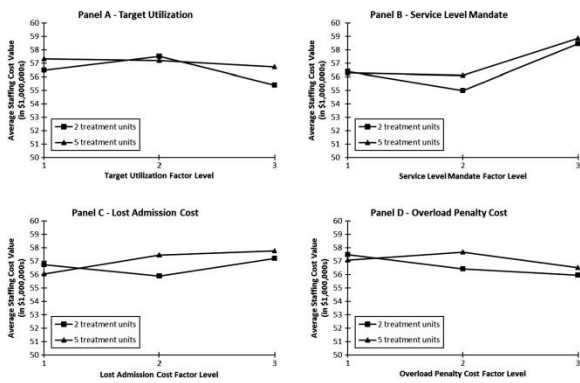 Panel A - Target Utilization
Average Staffing Cost Value
(in $1,000,000s)
60
59
58
57
56
55
54
53
52
51
50
2 treatment units
5 treatment units
1
2
3
Target Utilization Factor Level
Panel B - Service Level Mandate
Average Staffing Cost Value
(in $1,000,000s)
60
59
58
57
56
55
54
53
52
51
50
2 treatment units
5 treatment units
1
2
3
Service Level Mandate Factor Level
Panel C - Lost Admission Cost
Average Staffing Cost Value
(in $1,000,000s)
60
59
58
57
56
55
54
53
52
51
50
2 treatment units
5 treatment units
1
2
3
Lost Admission Cost Factor Level
Panel D - Overload Penalty Cost
Average Staffing Cost Value
(in $1,000,000s)
60
59
58
57
56
55
54
53
52
51
50
2 treatment units
5 treatment units
1
2
3
Overload Penalty Cost Factor Level